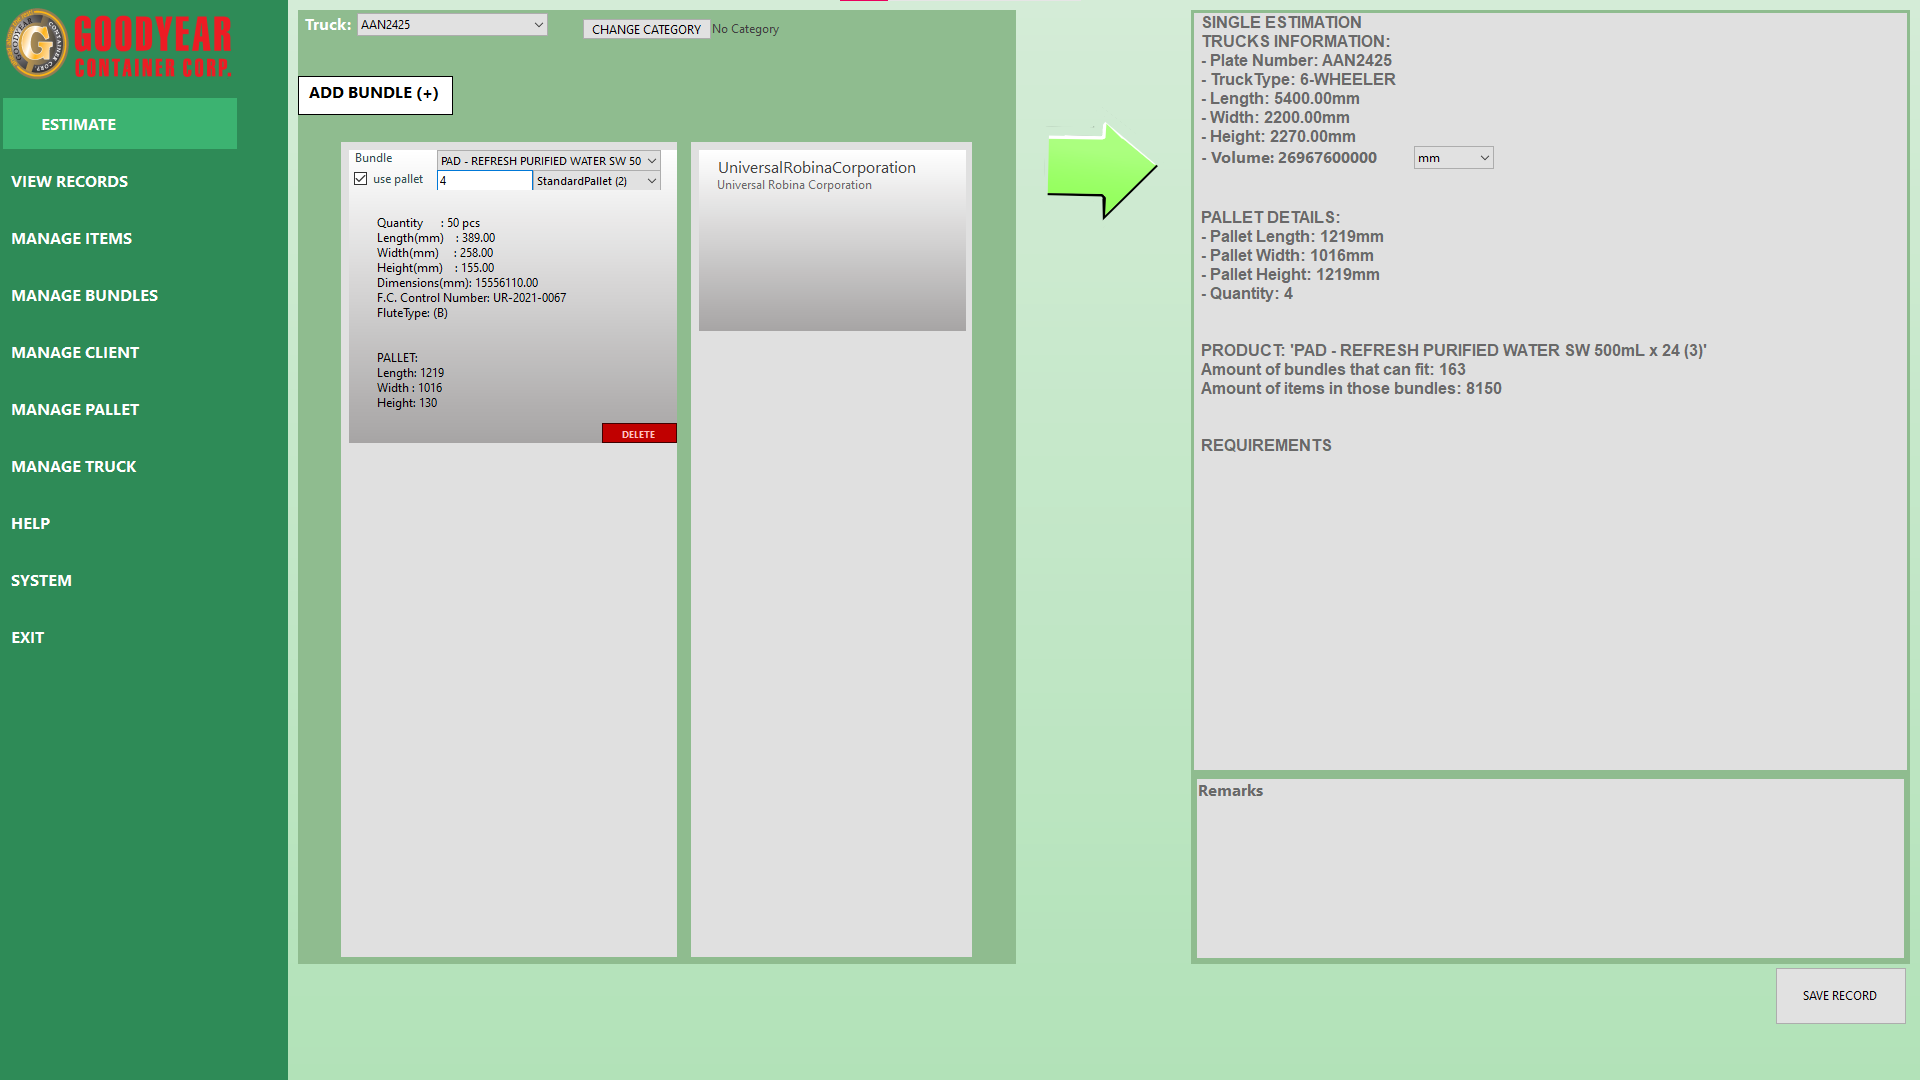 GOODYEAR
CONTAINER CORP.
ESTIMATE
VIEW RECORDS
MANAGE ITEMS
MANAGE BUNDLES
MANAGE CLIENT
MANAGE PALLET
MANAGE TRUCK
HELP
SYSTEM
EXIT
Truck: AAN2425
CHANGE CATEGORY No Category
ADD BUNDLE (+)
Bundle PAD - REFRESH PURIFIED WATER SW 50
use pallet 4 StandardPallet (2)
Quantity : 50 pcs
Length(mm) : 389.00
Width(mm) : 258.00
Height(mm) : 155.00
Dimensions(mm): 15556110.00
F.C. Control Number: UR-2021-0067
FluteType: (B)
PALLET:
Length: 1219
Width : 1016
Height: 130
DELETE
UniversalRobinaCorporation
Universal Robina Corporation
SINGLE ESTIMATION
TRUCKS INFORMATION:
- Plate Number: AAN2425
- TruckType: 6-WHEELER
- Length: 5400.00mm
- Width: 2200.00mm
- Height: 2270.00mm
- Volume: 26967600000 mm
PALLET DETAILS:
- Pallet Length: 1219mm
- Pallet Width: 1016mm
- Pallet Height: 1219mm
- Quantity: 4
PRODUCT: 'PAD - REFRESH PURIFIED WATER SW 500mL x 24 (3)'
Amount of bundles that can fit: 163
Amount of items in those bundles: 8150
REQUIREMENTS
Remarks
SAVE RECORD